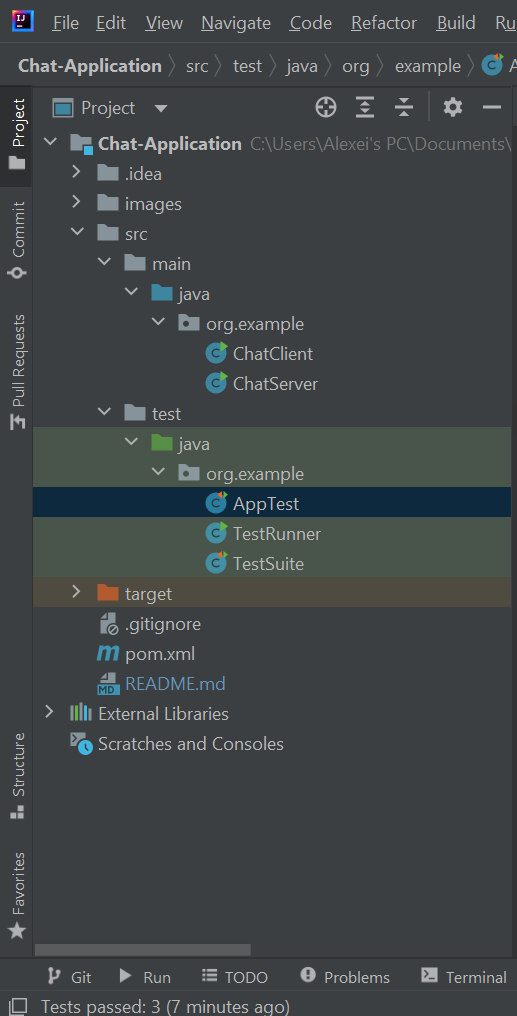 IJ File Edit View Navigate Code Refactor Build Ru
Chat-Application src test java org example A
Project
Chat-Application C:\Users\Alexei's PC\Documents\
.idea
images
src
main
java
org.example
ChatClient
ChatServer
test
java
org.example
AppTest
TestRunner
TestSuite
target
.gitignore
pom.xml
README.md
External Libraries
Scratches and Consoles
Project
Commit
Pull Requests
Structure
Favorites
Git Run TODO Problems Terminal
Tests passed: 3 (7 minutes ago)